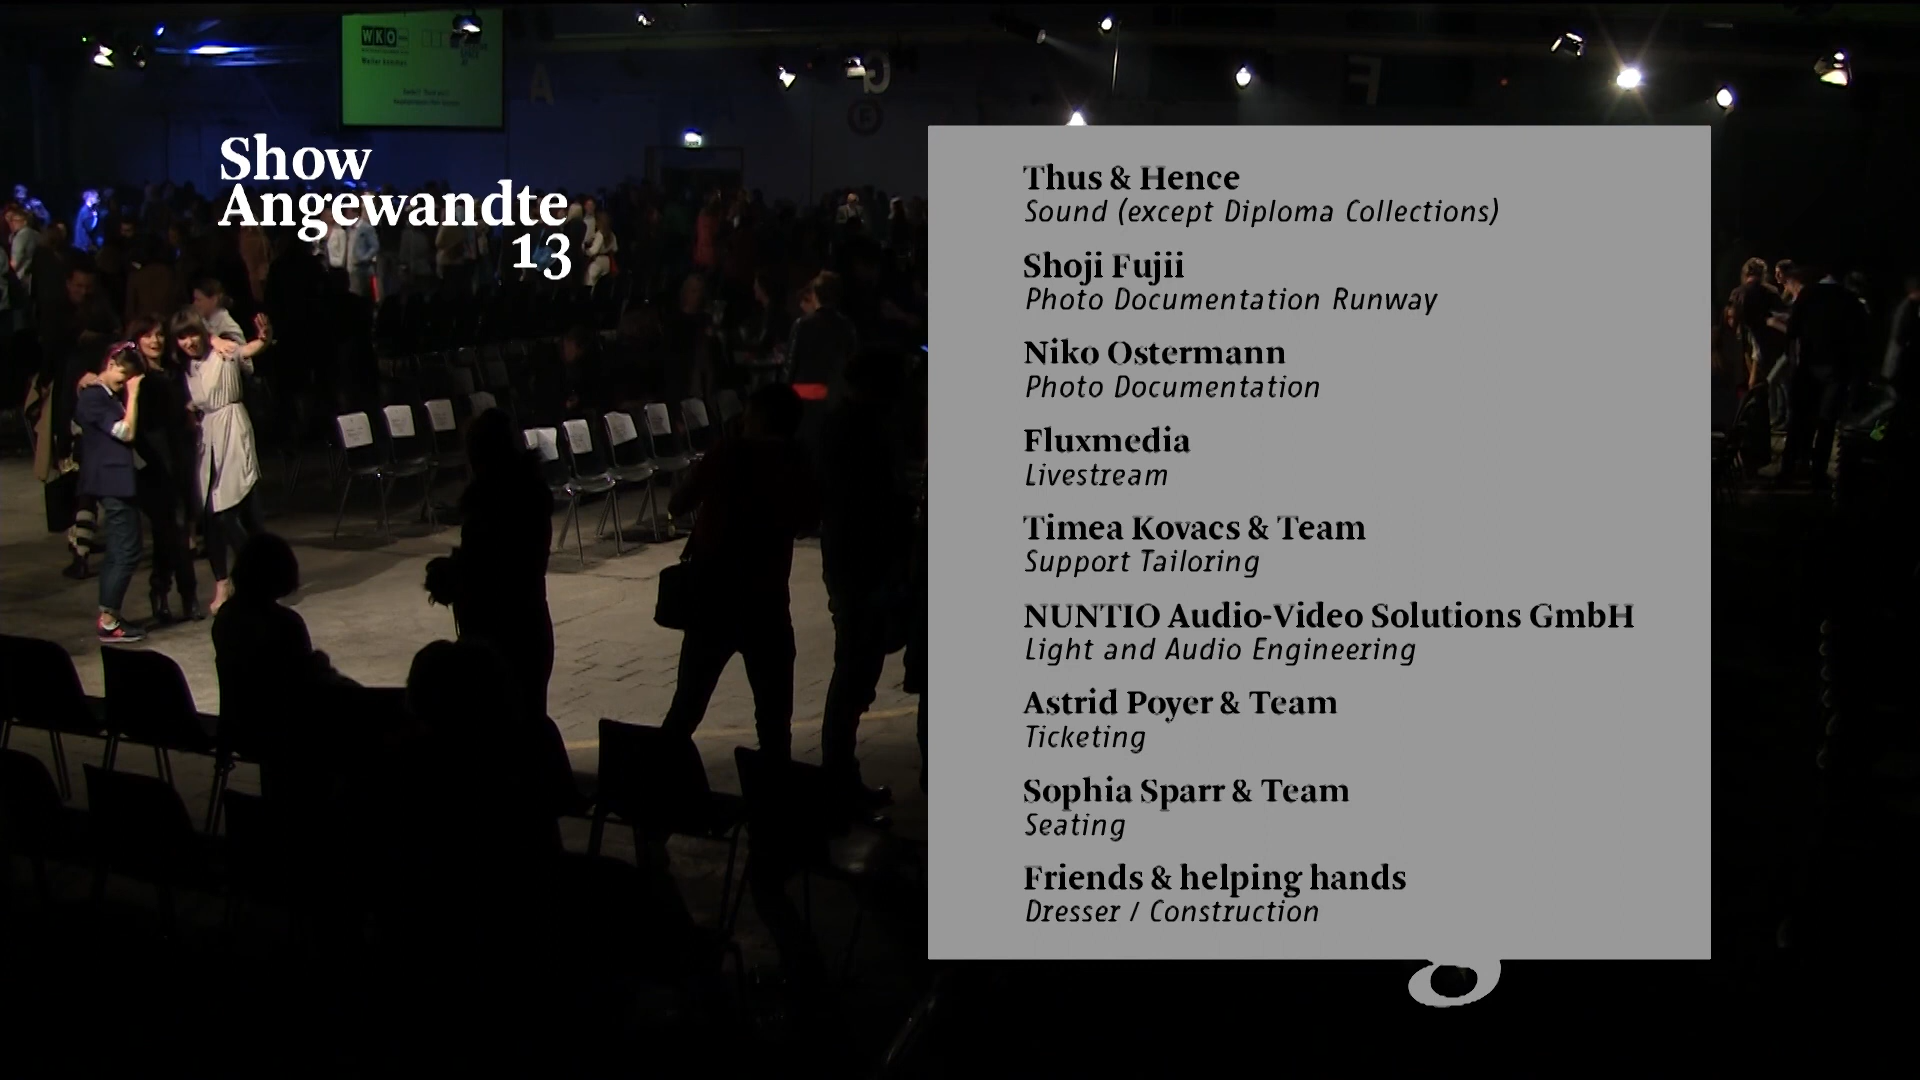 WKO
Show
Angewandte
13
A
G
F
Thus & Hence
Sound (except Diploma Collections)
Shoji Fujii
Photo Documentation Runway
Niko Ostermann
Photo Documentation
Fluxmedia
Livestream
Timea Kovacs & Team
Support Tailoring
NUNTIO Audio-Video Solutions GmbH
Light and Audio Engineering
Astrid Poyer & Team
Ticketing
Sophia Sparr & Team
Seating
Friends & helping hands
Dresser / Construction
g